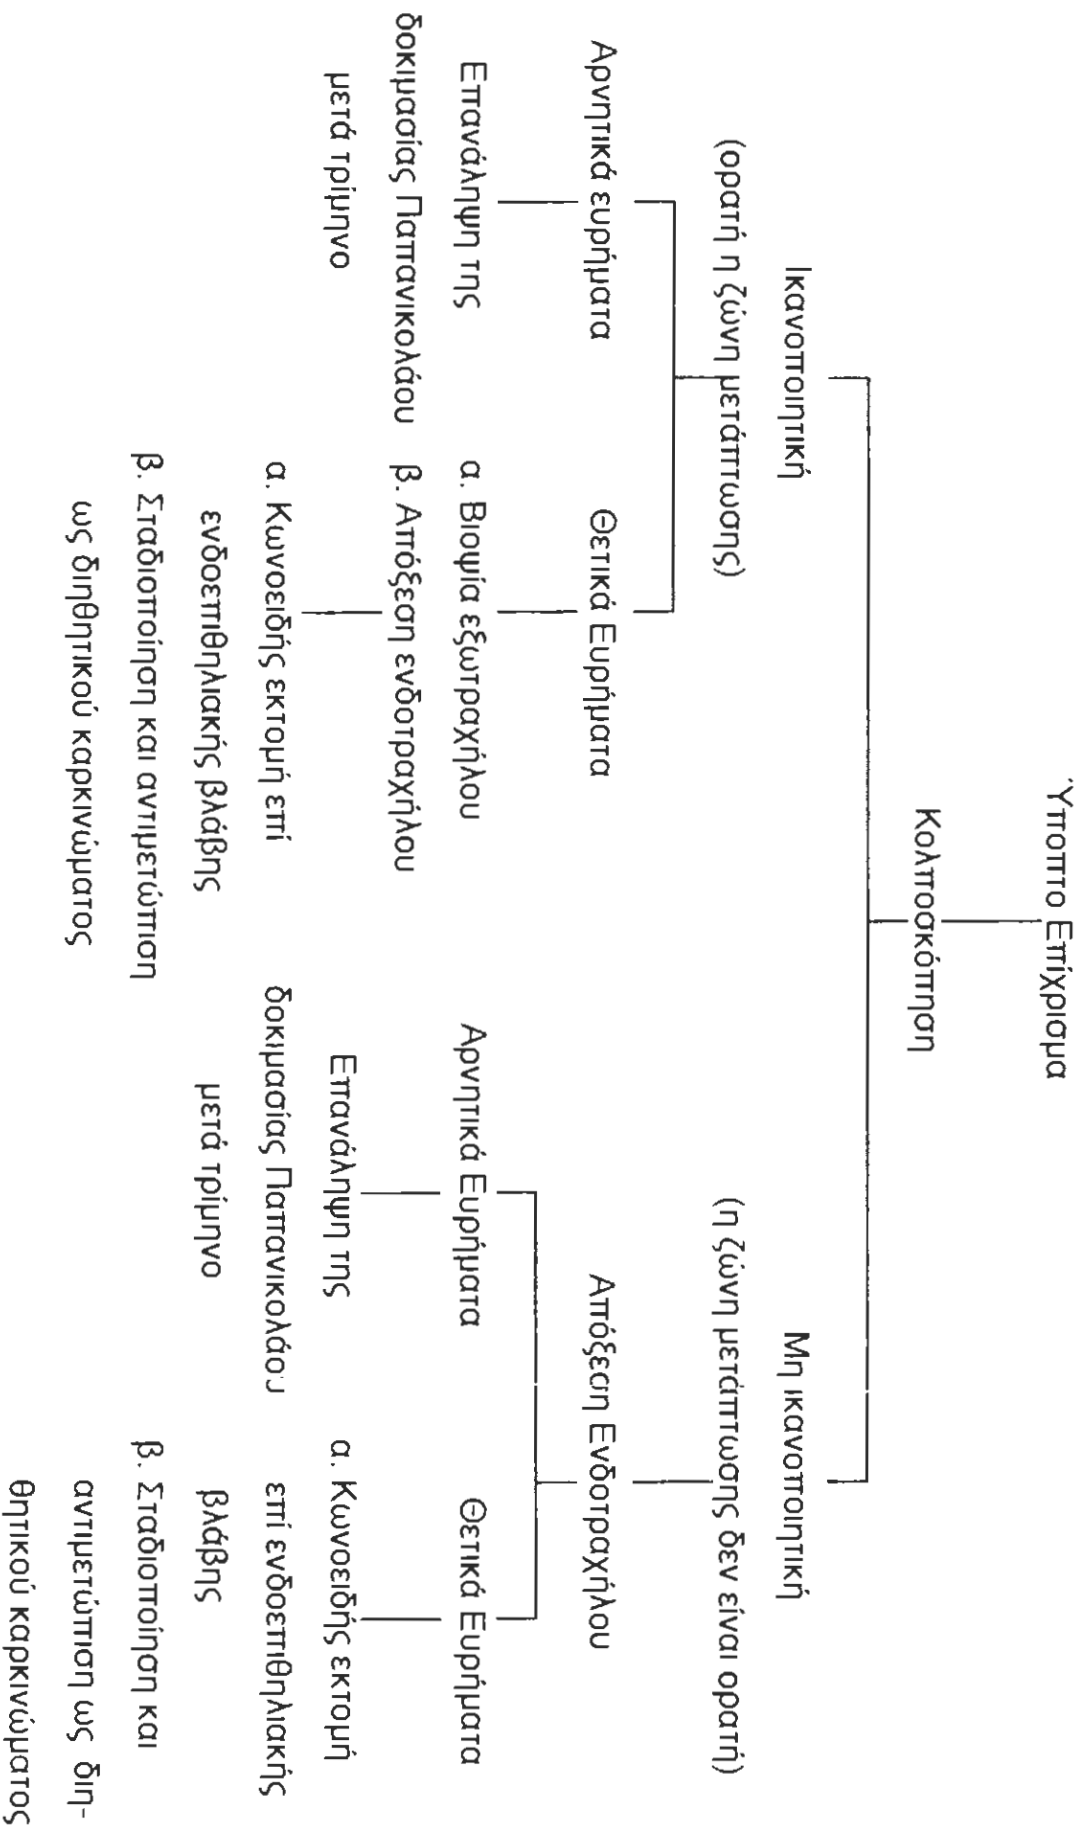 Ύποπτο Επίχρισμα
Κολποσκόπηση
Ικανοποιητική
(ορατή η ζώνη μετάπτωσης)
Αρνητικά ευρήματα
Επανάληψη της
δοκιμασίας Παπανικολάου
μετά τρίμηνο
Θετικά Ευρήματα
α. Βιοψία εξωτραχήλου
β. Απόξεση ενδοτραχήλου
α. Κωνοειδής εκτομή επί
ενδοεπιθηλιακής βλάβης
β. Σταδιοποίηση και αντιμετώπιση
ως διηθητικού καρκινώματος
Μη ικανοποιητική
(η ζώνη μετάπτωσης δεν είναι ορατή)
Απόξεση Ενδοτραχήλου
Αρνητικά Ευρήματα
Επανάληψη της
δοκιμασίας Παπανικολάου
μετά τρίμηνο
Θετικά Ευρήματα
α. Κωνοειδής εκτομή
επί ενδοεπιθηλιακής
βλάβης
β. Σταδιοποίηση και
αντιμετώπιση ως διη-
θητικού καρκινώματος